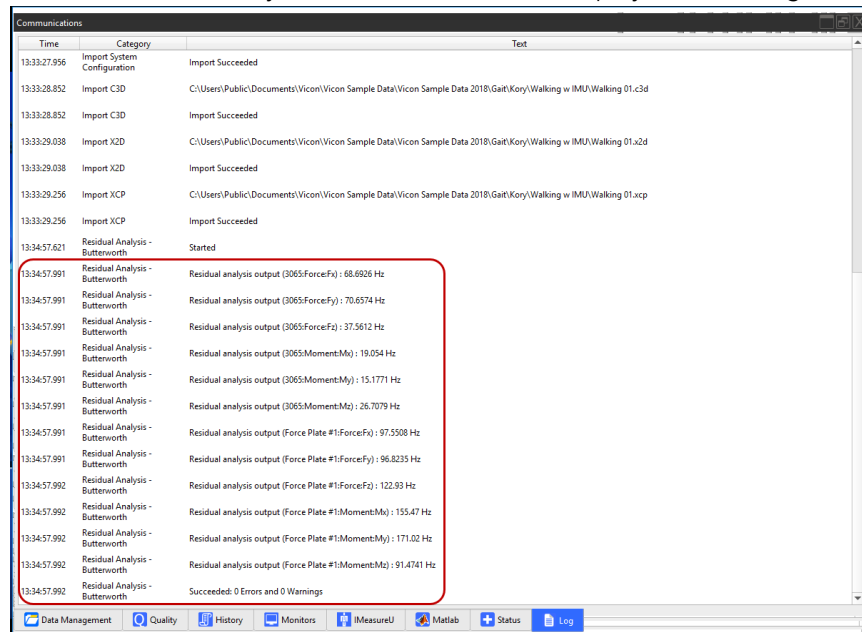 Communications
Time Category Text
13:33:27.956 Import System Configuration Import Succeeded
13:33:28.852 Import C3D C:\Users\Public\Documents\Vicon\Vicon Sample Data\Vicon Sample Data 2018\Gait\Kory\Walking w IMU\Walking 01.c3d
13:33:28.852 Import C3D Import Succeeded
13:33:29.038 Import X2D C:\Users\Public\Documents\Vicon\Vicon Sample Data\Vicon Sample Data 2018\Gait\Kory\Walking w IMU\Walking 01.x2d
13:33:29.038 Import X2D Import Succeeded
13:33:29.256 Import XCP C:\Users\Public\Documents\Vicon\Vicon Sample Data\Vicon Sample Data 2018\Gait\Kory\Walking w IMU\Walking 01.xcp
13:33:29.256 Import XCP Import Succeeded
13:34:57.621 Residual Analysis - Butterworth Started
13:34:57.991 Residual Analysis - Butterworth Residual analysis output (3065:Force:Fx) : 68.6926 Hz
13:34:57.991 Residual Analysis - Butterworth Residual analysis output (3065:Force:Fy) : 70.6574 Hz
13:34:57.991 Residual Analysis - Butterworth Residual analysis output (3065:Force:Fz) : 37.5612 Hz
13:34:57.991 Residual Analysis - Butterworth Residual analysis output (3065:Moment:Mx) : 19.054 Hz
13:34:57.991 Residual Analysis - Butterworth Residual analysis output (3065:Moment:My) : 15.1771 Hz
13:34:57.991 Residual Analysis - Butterworth Residual analysis output (3065:Moment:Mz) : 26.7079 Hz
13:34:57.991 Residual Analysis - Butterworth Residual analysis output (Force Plate #1:Force:Fx) : 97.5508 Hz
13:34:57.991 Residual Analysis - Butterworth Residual analysis output (Force Plate #1:Force:Fy) : 96.8235 Hz
13:34:57.992 Residual Analysis - Butterworth Residual analysis output (Force Plate #1:Force:Fz) : 122.93 Hz
13:34:57.992 Residual Analysis - Butterworth Residual analysis output (Force Plate #1:Moment:Mx) : 155.47 Hz
13:34:57.992 Residual Analysis - Butterworth Residual analysis output (Force Plate #1:Moment:My) : 171.02 Hz
13:34:57.992 Residual Analysis - Butterworth Residual analysis output (Force Plate #1:Moment:Mz) : 91.4741 Hz
13:34:57.992 Residual Analysis - Butterworth Succeeded: 0 Errors and 0 Warnings
Data Management Quality History Monitors IMeasureU Matlab Status Log